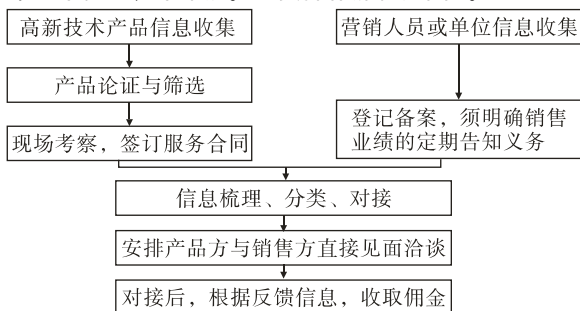 高新技术产品信息收集
营销人员或单位信息收集
产品论证与筛选
登记备案，须明确销售
业绩的定期告知义务
现场考察，签订服务合同
信息梳理、分类、对接
安排产品方与销售方直接见面洽谈
对接后，根据反馈信息，收取佣金